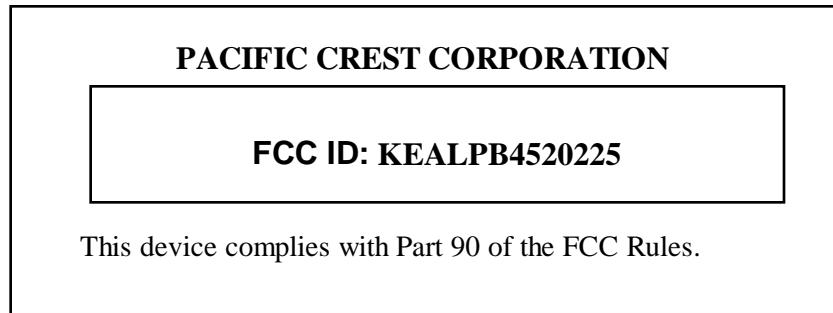 PACIFIC CREST CORPORATION
FCC ID: KEALPB4520225
This device complies with Part 90 of the FCC Rules.